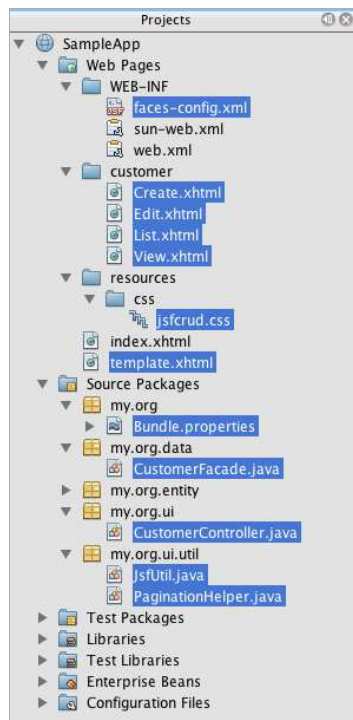 Projects
SampleApp
Web Pages
WEB-INF
faces-config.xml
sun-web.xml
web.xml
customer
Create.xhtml
Edit.xhtml
List.xhtml
View.xhtml
resources
css
jsfcrud.css
index.xhtml
template.xhtml
Source Packages
my.org
Bundle.properties
my.org.data
CustomerFacade.java
my.org.entity
my.org.ui
CustomerController.java
my.org.ui.util
JsfUtil.java
PaginationHelper.java
Test Packages
Libraries
Test Libraries
Enterprise Beans
Configuration Files